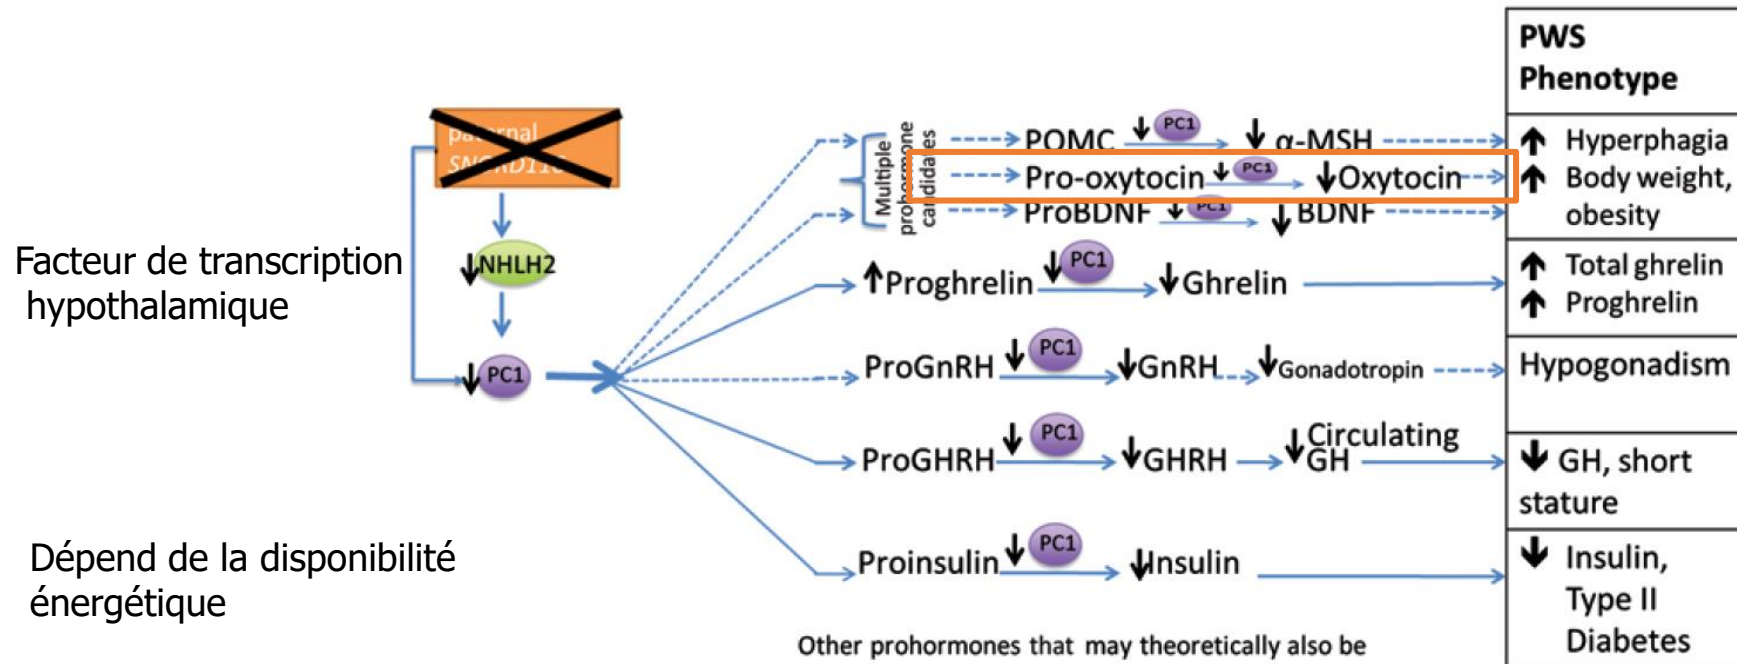 PWS
Phenotype
paternal
SNORD116
Facteur de transcription
hypothalamique
NHLH2
PC1
Dépend de la disponibilité
énergétique
Multiple
prohormone
candidates
POMC PC1 α-MSH
Pro-oxytocin PC1 Oxytocin
ProBDNF PC1 BDNF
Hyperphagia
Body weight,
obesity
Proghrelin PC1 Ghrelin
Total ghrelin
Proghrelin
ProGnRH PC1 GnRH Gonadotropin
Hypogonadism
ProGHRH PC1 GHRH Circulating
GH
GH, short
stature
Proinsulin PC1 Insulin
Insulin,
Type II
Diabetes
Other prohormones that may theoretically also be